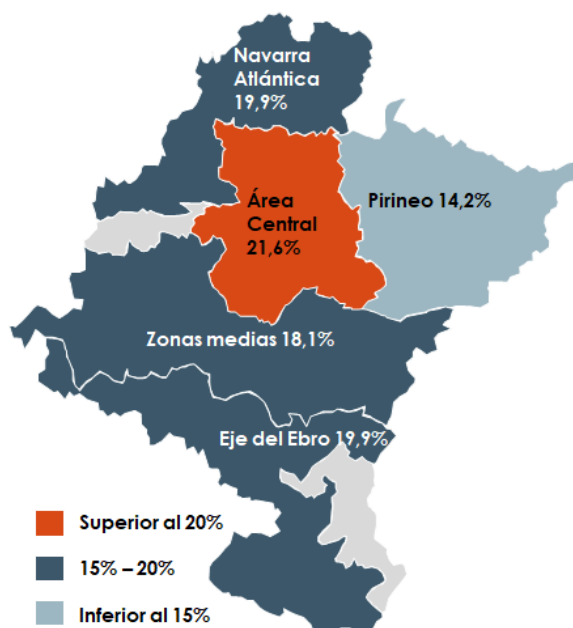 Navarra
Atlántica
19,9%
Área
Central
21,6%
Pirineo 14,2%
Zonas medias 18,1%
Eje del Ebro 19,9%
Superior al 20%
15% – 20%
Inferior al 15%